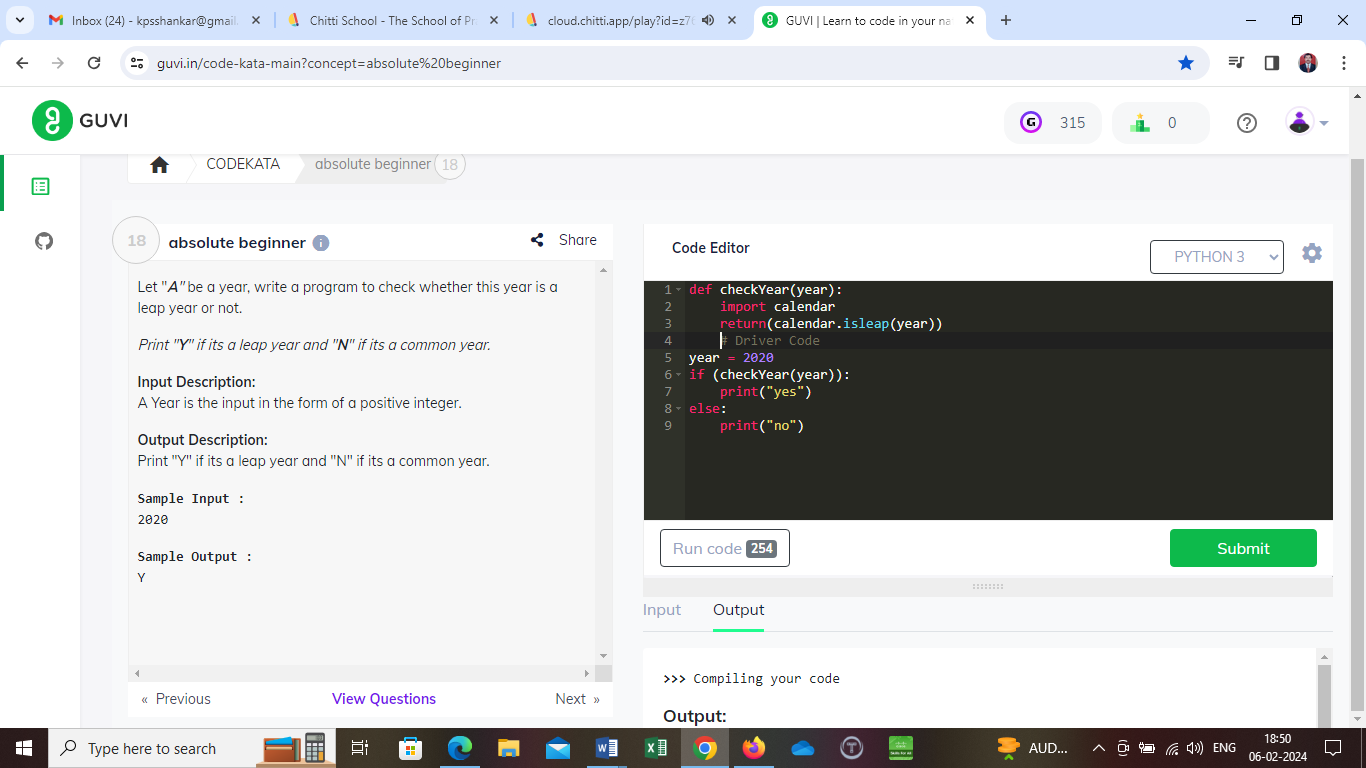 Inbox (24) - kpsshankar@gmail.
Chitti School - The School of Pr
cloud.chitti.app/play?id=z76
GUVI | Learn to code in your na
guvi.in/code-kata-main?concept=absolute%20beginner
GUVI
315
0
CODEKATA
absolute beginner
18
18
absolute beginner
Share
Let "A" be a year, write a program to check whether this year is a
leap year or not.
Print "Y" if its a leap year and "N" if its a common year.
Input Description:
A Year is the input in the form of a positive integer.
Output Description:
Print "Y" if its a leap year and "N" if its a common year.
Sample Input :
2020
Sample Output :
Y
« Previous
View Questions
Next »
Code Editor
PYTHON 3
1 def checkYear(year):
2 import calendar
3 return(calendar.isleap(year))
4 # Driver Code
5 year = 2020
6 if (checkYear(year)):
7 print("yes")
8 else:
9 print("no")
Run code 254
Submit
Input
Output
>>> Compiling your code
Output:
Type here to search
AUD...
ENG
18:50
06-02-2024